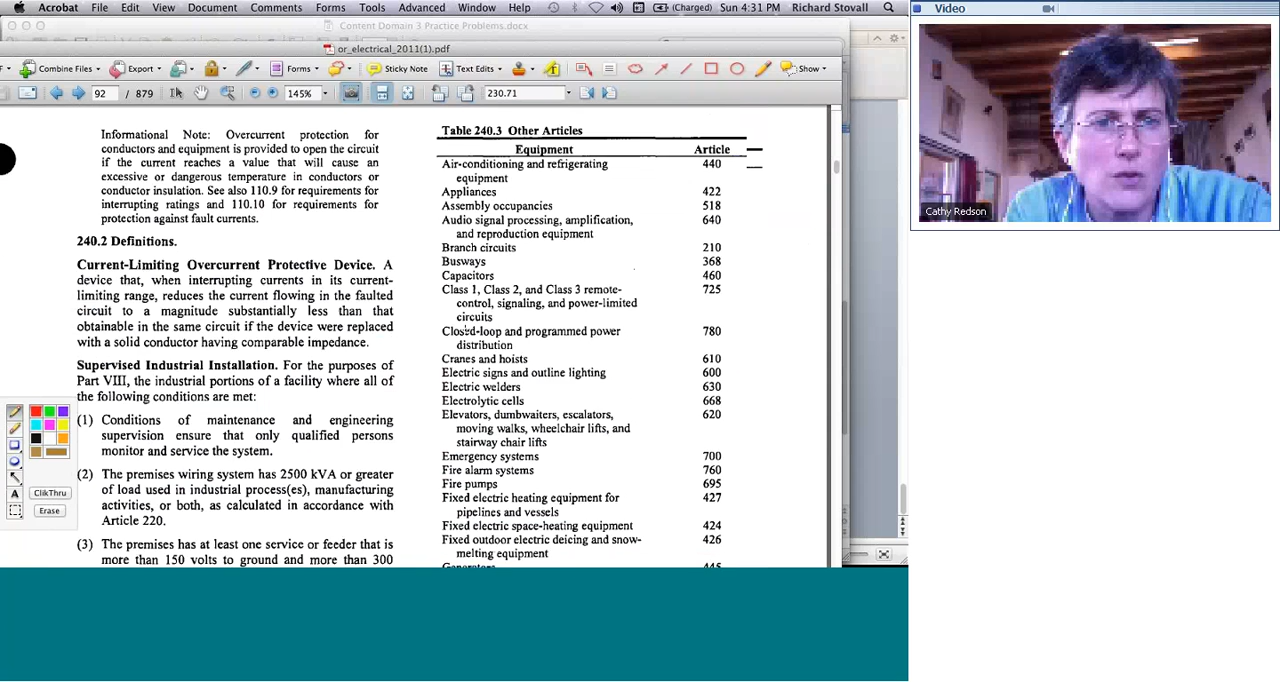 Acrobat File Edit View Document Comments Forms Tools Advanced Window Help (Charged) Sun 4:31 PM Richard Stovall
Content Domain 3 Practice Problems.docx
or_electrical_2011(1).pdf
Combine Files Export Forms Sticky Note Text Edits Show
92 / 879 145% 230.71
Informational Note: Overcurrent protection for
conductors and equipment is provided to open the circuit
if the current reaches a value that will cause an
excessive or dangerous temperature in conductors or
conductor insulation. See also 110.9 for requirements for
interrupting ratings and 110.10 for requirements for
protection against fault currents.
240.2 Definitions.
Current-Limiting Overcurrent Protective Device. A
device that, when interrupting currents in its current-
limiting range, reduces the current flowing in the faulted
circuit to a magnitude substantially less than that
obtainable in the same circuit if the device were replaced
with a solid conductor having comparable impedance.
Supervised Industrial Installation. For the purposes of
Part VIII, the industrial portions of a facility where all of
the following conditions are met:
(1) Conditions of maintenance and engineering
supervision ensure that only qualified persons
monitor and service the system.
(2) The premises wiring system has 2500 kVA or greater
of load used in industrial process(es), manufacturing
activities, or both, as calculated in accordance with
Article 220.
(3) The premises has at least one service or feeder that is
more than 150 volts to ground and more than 300
Table 240.3 Other Articles
Equipment Article
Air-conditioning and refrigerating 440
equipment
Appliances 422
Assembly occupancies 518
Audio signal processing, amplification, 640
and reproduction equipment
Branch circuits 210
Busways 368
Capacitors 460
Class 1, Class 2, and Class 3 remote- 725
control, signaling, and power-limited
circuits
Closed-loop and programmed power 780
distribution
Cranes and hoists 610
Electric signs and outline lighting 600
Electric welders 630
Electrolytic cells 668
Elevators, dumbwaiters, escalators, 620
moving walks, wheelchair lifts, and
stairway chair lifts
Emergency systems 700
Fire alarm systems 760
Fire pumps 695
Fixed electric heating equipment for 427
pipelines and vessels
Fixed electric space-heating equipment 424
Fixed outdoor electric deicing and snow- 426
melting equipment
Generators 445
A
ClikThru
Erase
Video
Cathy Redson